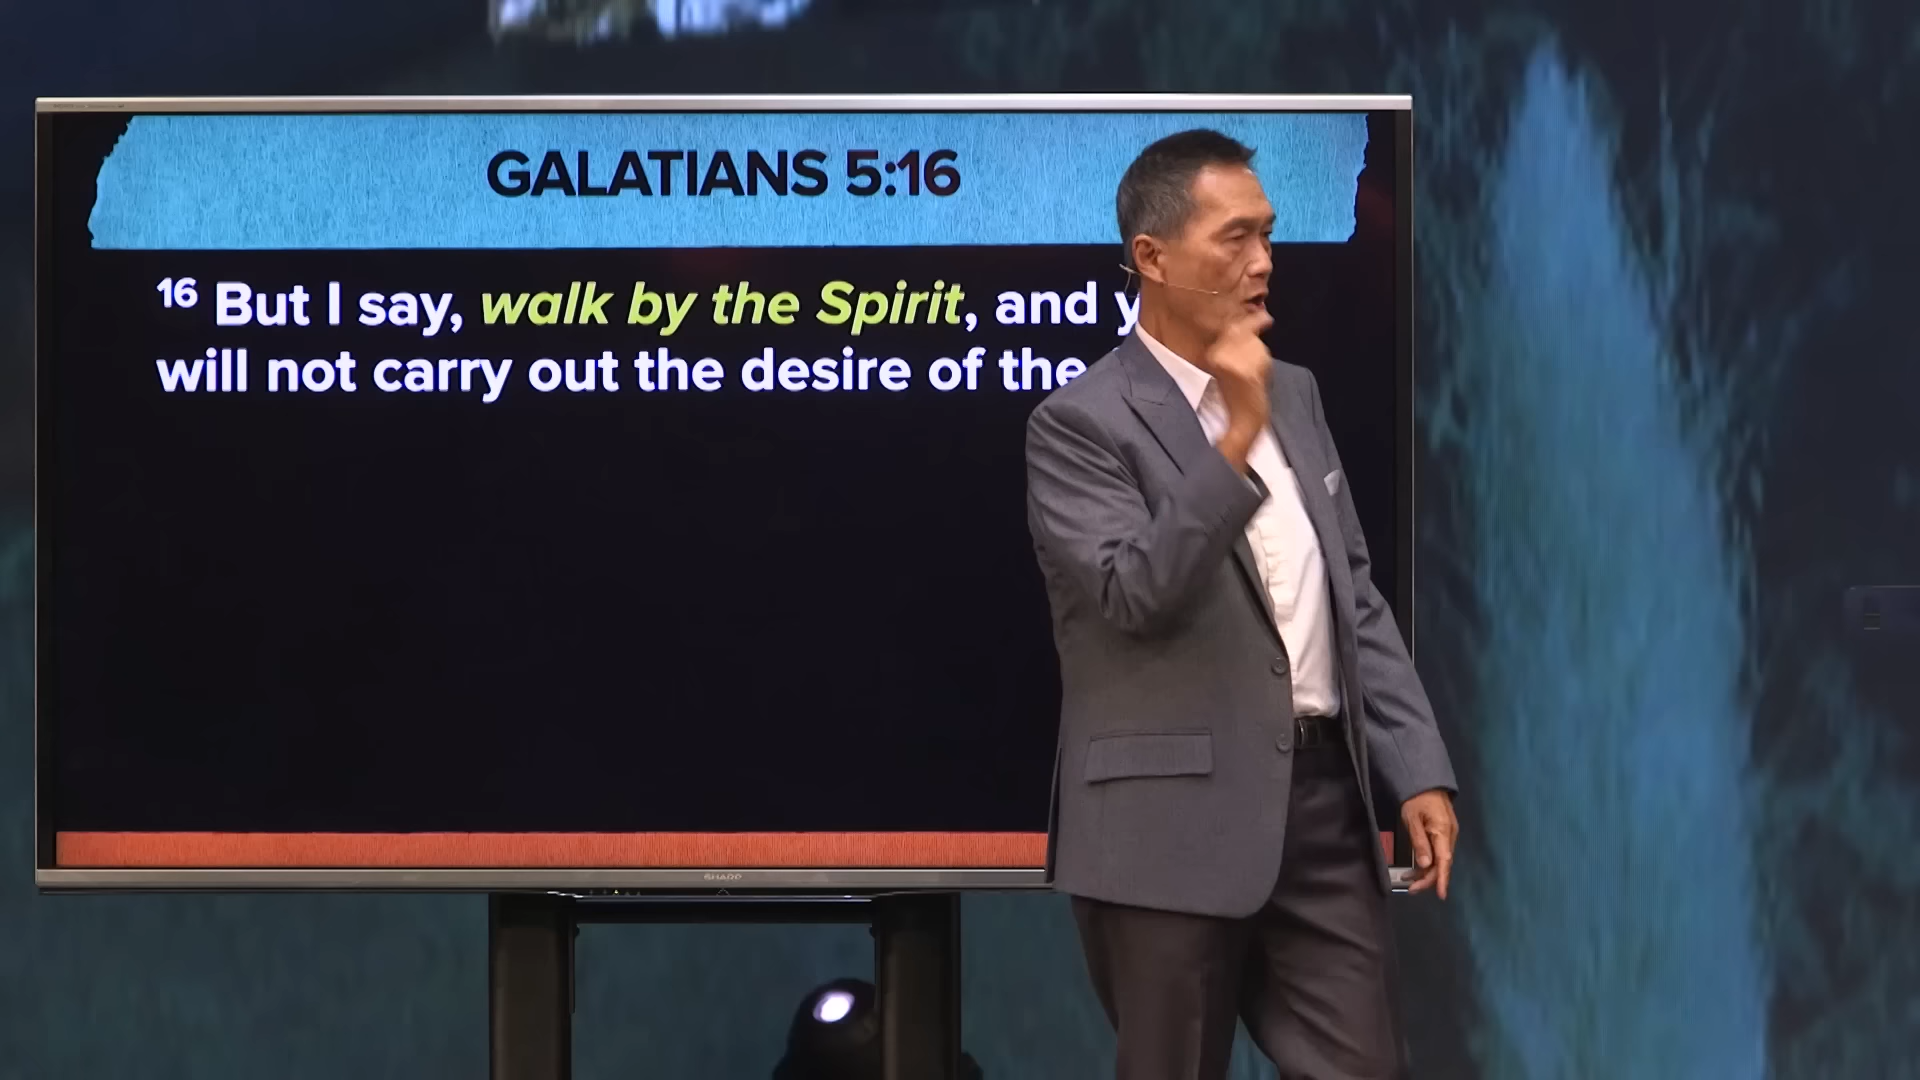 GALATIANS 5:16
16 But I say, walk by the Spirit, and y
will not carry out the desire of the
SHARP